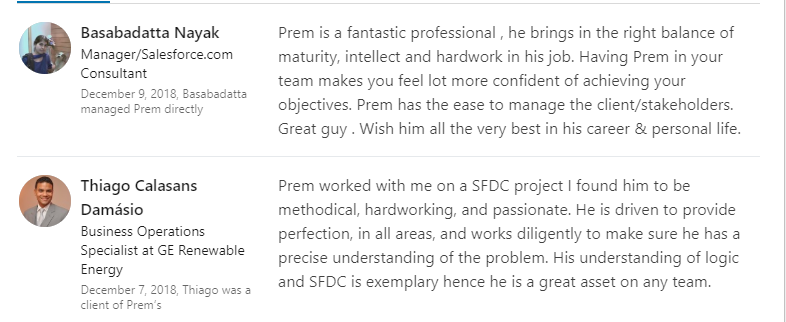 Basabadatta Nayak
Manager/Salesforce.com
Consultant
December 9, 2018, Basabadatta
managed Prem directly
Prem is a fantastic professional , he brings in the right balance of
maturity, intellect and hardwork in his job. Having Prem in your
team makes you feel lot more confident of achieving your
objectives. Prem has the ease to manage the client/stakeholders.
Great guy . Wish him all the very best in his career & personal life.
Thiago Calasans
Damásio
Business Operations
Specialist at GE Renewable
Energy
December 7, 2018, Thiago was a
client of Prem's
Prem worked with me on a SFDC project I found him to be
methodical, hardworking, and passionate. He is driven to provide
perfection, in all areas, and works diligently to make sure he has a
precise understanding of the problem. His understanding of logic
and SFDC is exemplary hence he is a great asset on any team.